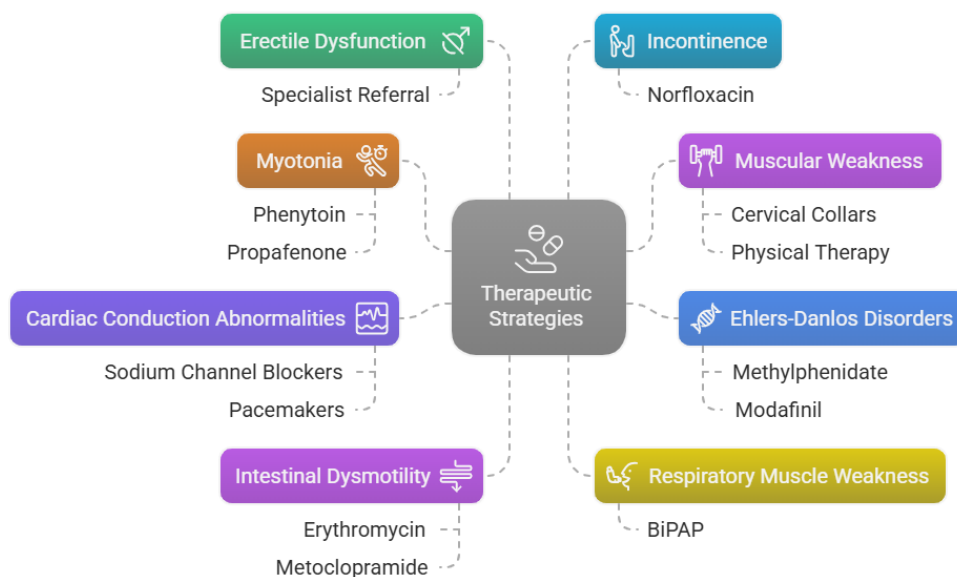 Erectile Dysfunction
Specialist Referral
Incontinence
Norfloxacin
Myotonia
Phenytoin
Propafenone
Muscular Weakness
Cervical Collars
Physical Therapy
Therapeutic
Strategies
Cardiac Conduction Abnormalities
Sodium Channel Blockers
Pacemakers
Ehlers-Danlos Disorders
Methylphenidate
Modafinil
Intestinal Dysmotility
Erythromycin
Metoclopramide
Respiratory Muscle Weakness
BiPAP